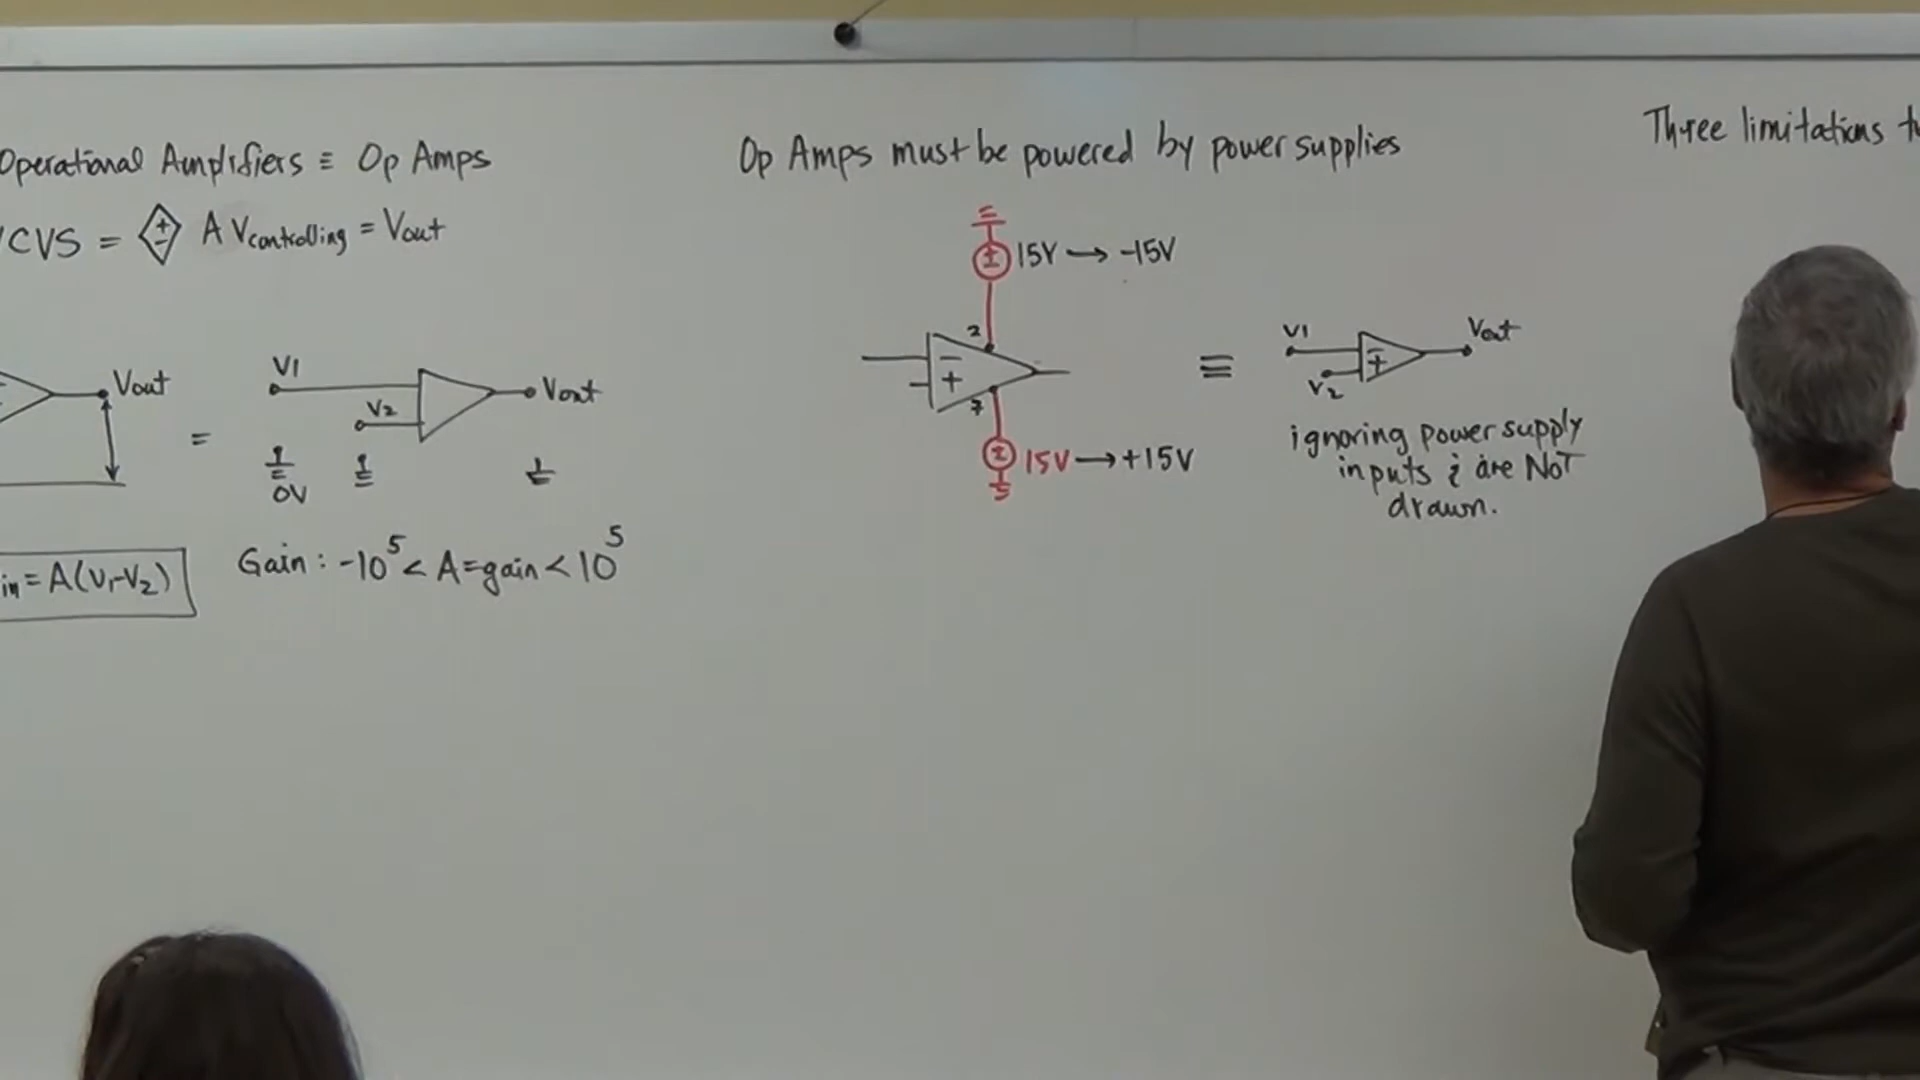 Operational Amplifiers ≡ Op Amps
VCVS = A Vcontrolling = Vout
Vout
=
V1
V2
Vout
0V
in = A(V1-V2)
Gain: -10^5 < A = gain < 10^5
Op Amps must be powered by power supplies
15V → -15V
2
-
+
7
15V → +15V
≡
V1
V2
-
+
Vout
ignoring power supply
inputs & are NOT
drawn.
Three limitations